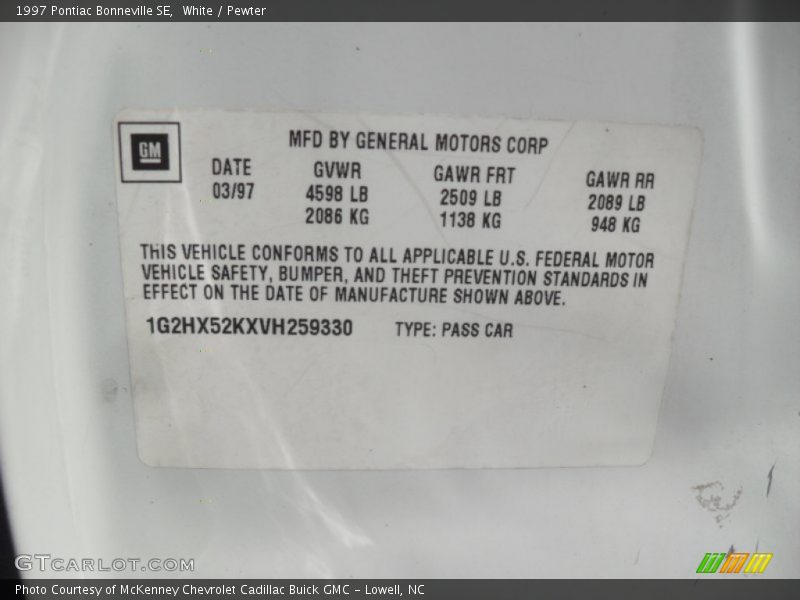 1997 Pontiac Bonneville SE, White / Pewter
GM
MFD BY GENERAL MOTORS CORP
DATE GVWR GAWR FRT GAWR RR
03/97 4598 LB 2509 LB 2089 LB
2086 KG 1138 KG 948 KG
THIS VEHICLE CONFORMS TO ALL APPLICABLE U.S. FEDERAL MOTOR
VEHICLE SAFETY, BUMPER, AND THEFT PREVENTION STANDARDS IN
EFFECT ON THE DATE OF MANUFACTURE SHOWN ABOVE.
1G2HX52KXVH259330 TYPE: PASS CAR
GTCARLOT.COM
Photo Courtesy of McKenney Chevrolet Cadillac Buick GMC - Lowell, NC